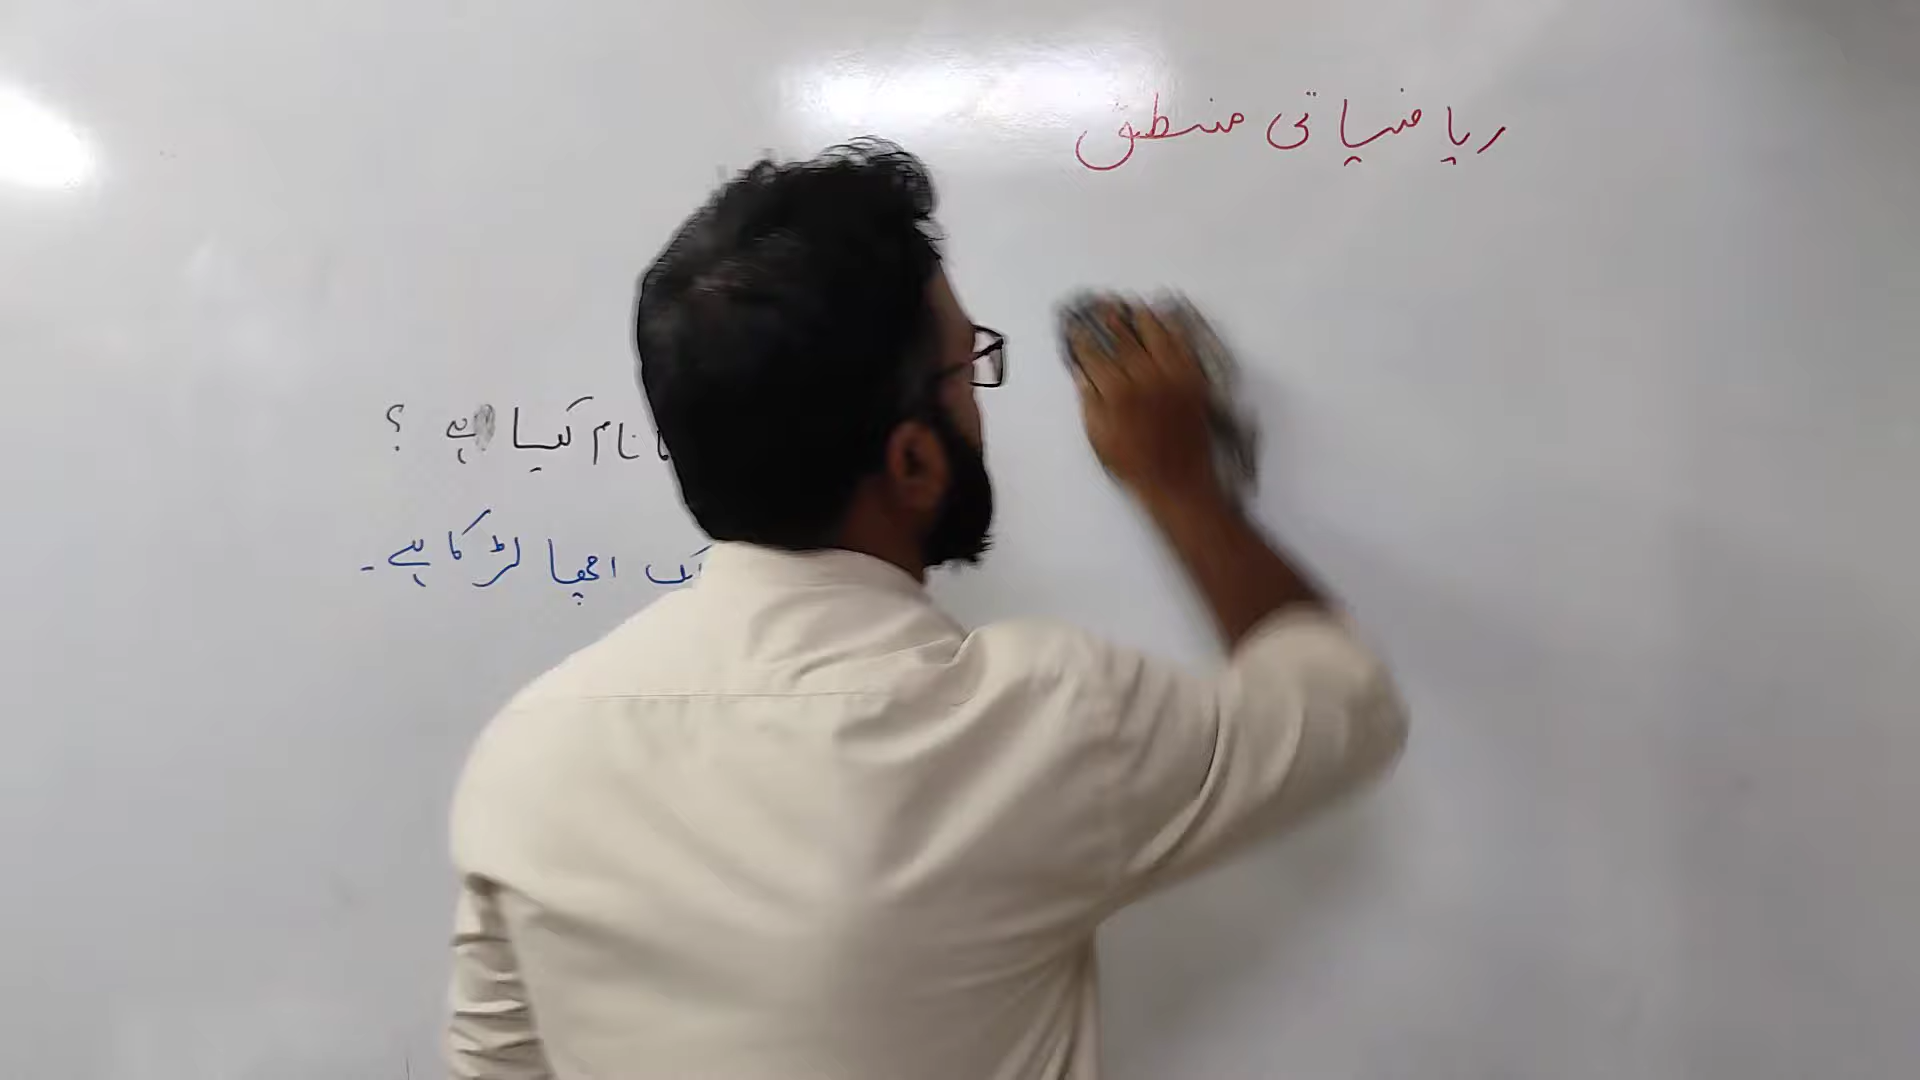 ریاضیاتی منطق
نام کیا ہے ؟
اچھا لڑکا ہے ۔